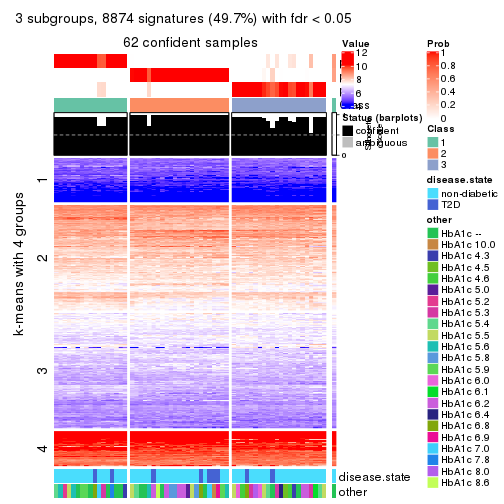 3 subgroups, 8874 signatures (49.7%) with fdr < 0.05
62 confident samples
k-means with 4 groups
1
2
3
4
Value
12
10
8
6
Status (barplots)
confident
ambiguous
0
disease.state
other
Prob
1
0.8
0.6
0.4
0.2
0
Class
1
2
3
disease.state
non-diabetic
T2D
other
HbA1c --
HbA1c 10.0
HbA1c 4.3
HbA1c 4.5
HbA1c 4.6
HbA1c 5.0
HbA1c 5.2
HbA1c 5.3
HbA1c 5.4
HbA1c 5.5
HbA1c 5.6
HbA1c 5.8
HbA1c 5.9
HbA1c 6.0
HbA1c 6.1
HbA1c 6.2
HbA1c 6.4
HbA1c 6.8
HbA1c 6.9
HbA1c 7.0
HbA1c 7.8
HbA1c 8.0
HbA1c 8.6